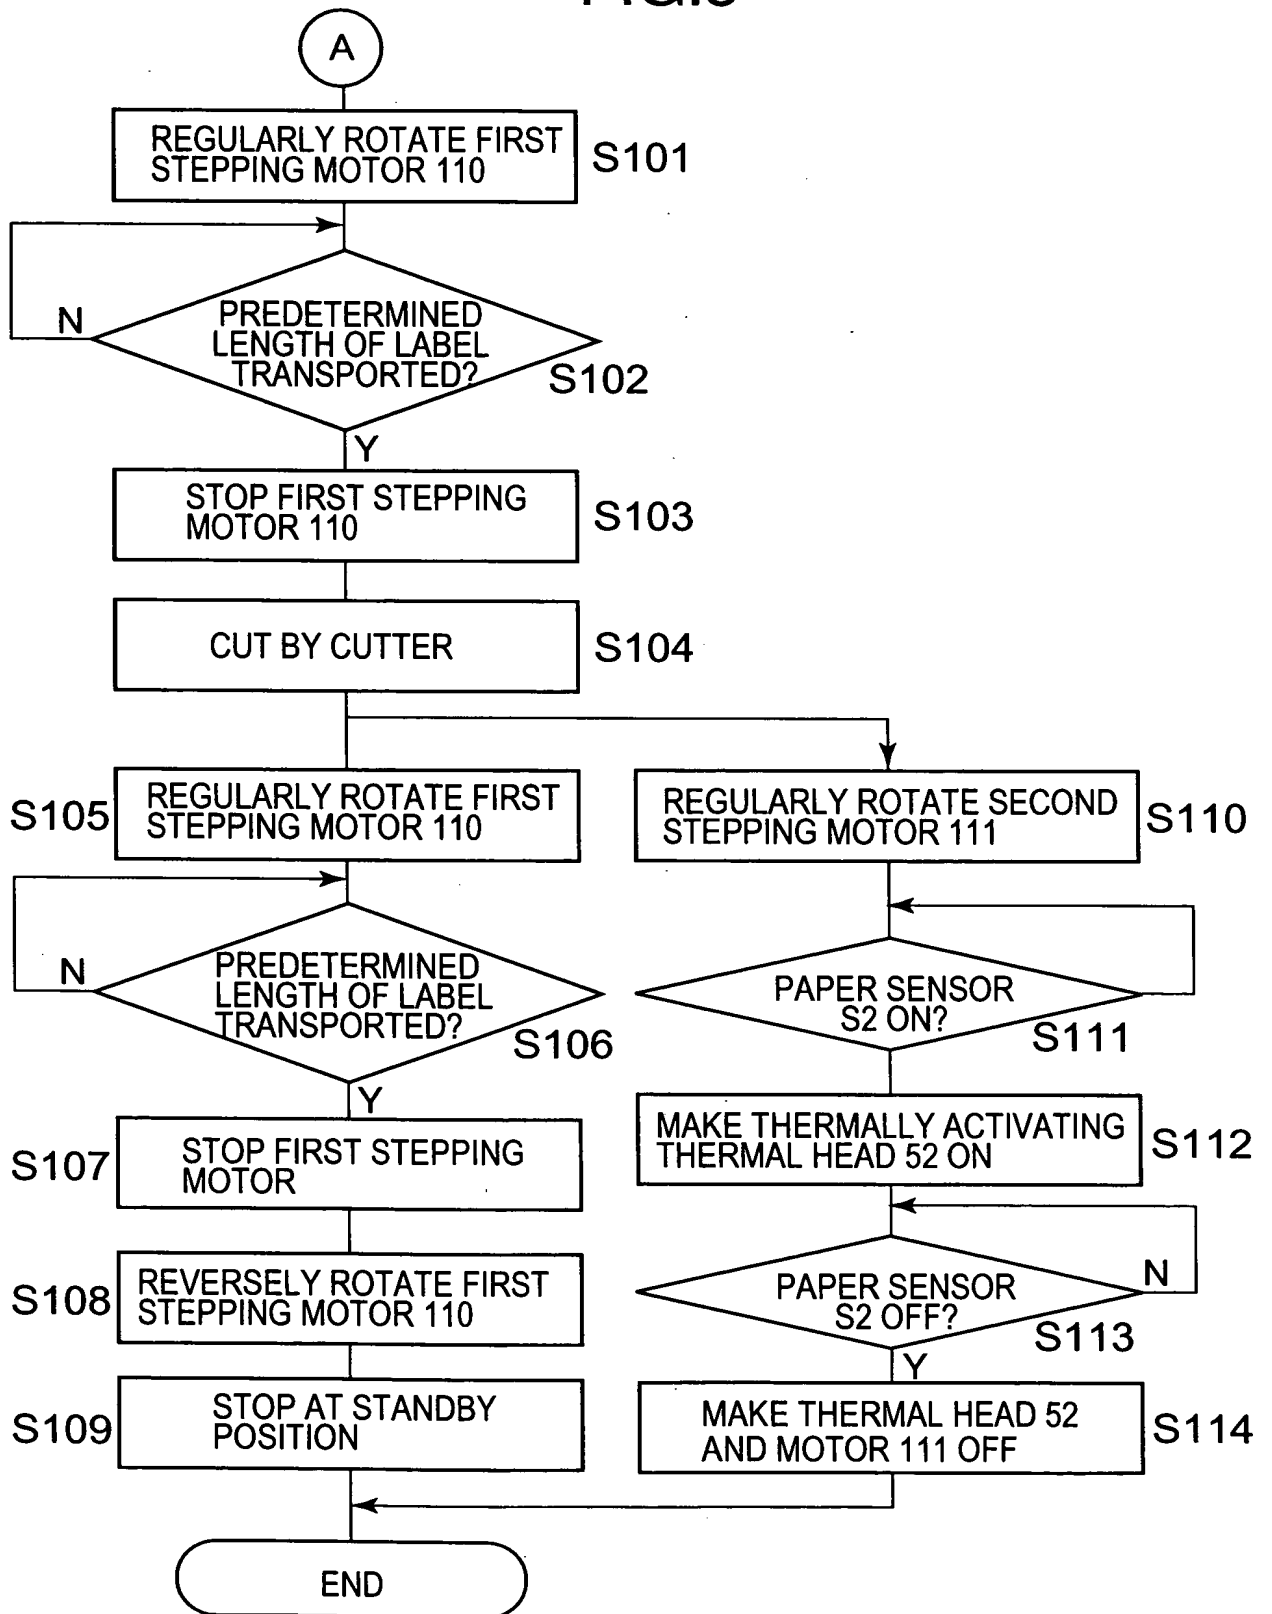 A
REGULARLY ROTATE FIRST
STEPPING MOTOR 110
S101
N
PREDETERMINED
LENGTH OF LABEL
TRANSPORTED?
S102
Y
STOP FIRST STEPPING
MOTOR 110
S103
CUT BY CUTTER
S104
S105
REGULARLY ROTATE FIRST
STEPPING MOTOR 110
N
PREDETERMINED
LENGTH OF LABEL
TRANSPORTED?
S106
Y
S107
STOP FIRST STEPPING
MOTOR
S108
REVERSELY ROTATE FIRST
STEPPING MOTOR 110
S109
STOP AT STANDBY
POSITION
REGULARLY ROTATE SECOND
STEPPING MOTOR 111
S110
PAPER SENSOR
S2 ON?
S111
MAKE THERMALLY ACTIVATING
THERMAL HEAD 52 ON
S112
PAPER SENSOR
S2 OFF?
N
S113
Y
MAKE THERMAL HEAD 52
AND MOTOR 111 OFF
S114
END